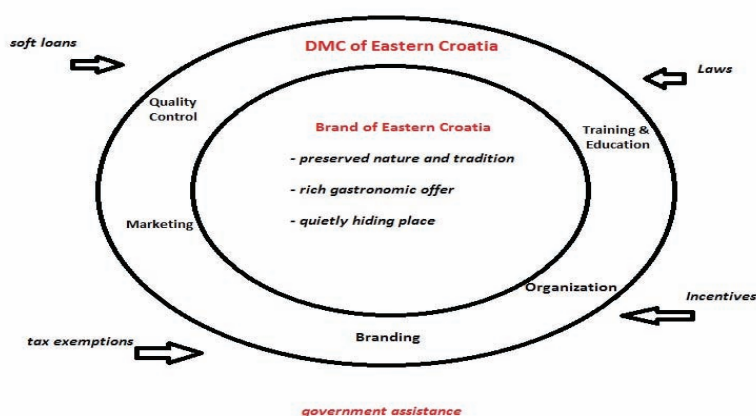 DMC of Eastern Croatia
soft loans
Laws
Quality
Control
Training &
Education
Brand of Eastern Croatia
- preserved nature and tradition
- rich gastronomic offer
- quietly hiding place
Marketing
Organization
Incentives
Branding
tax exemptions
government assistance